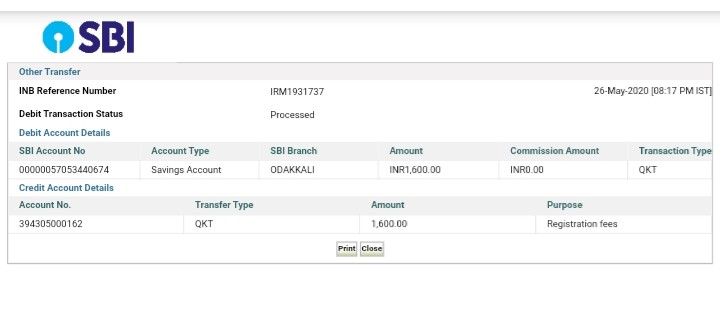 SBI
Other Transfer
INB Reference Number IRM1931737 26-May-2020 [08:17 PM IST]
Debit Transaction Status Processed
Debit Account Details
SBI Account No Account Type SBI Branch Amount Commission Amount Transaction Type
00000057053440674 Savings Account ODAKKALI INR1,600.00 INR0.00 QKT
Credit Account Details
Account No. Transfer Type Amount Purpose
394305000162 QKT 1,600.00 Registration fees
Print Close